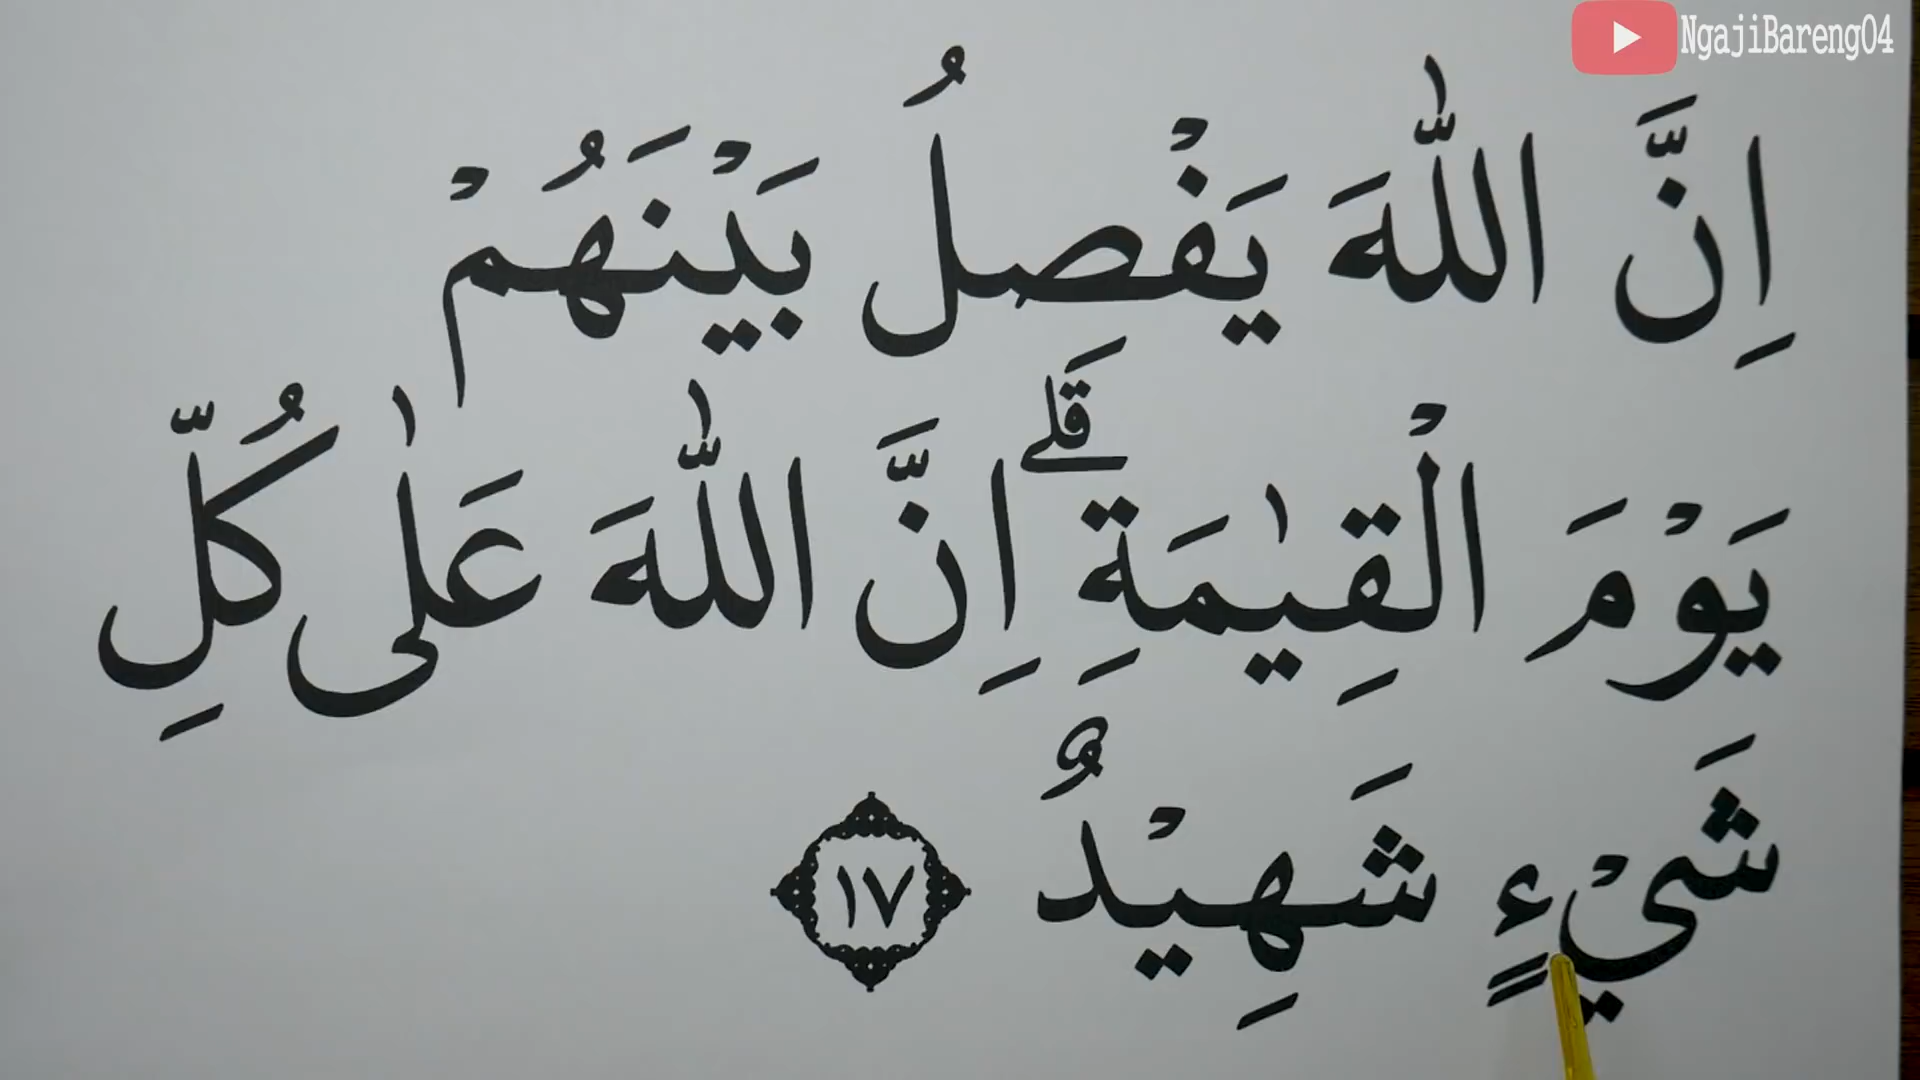 NgajiBareng04
اِنَّ اللّٰهَ يَفْصِلُ بَيْنَهُمْ
يَوْمَ الْقِيٰمَةِ ۗ اِنَّ اللّٰهَ عَلٰى كُلِّ
شَيْءٍ شَهِيْدٌ ١٧